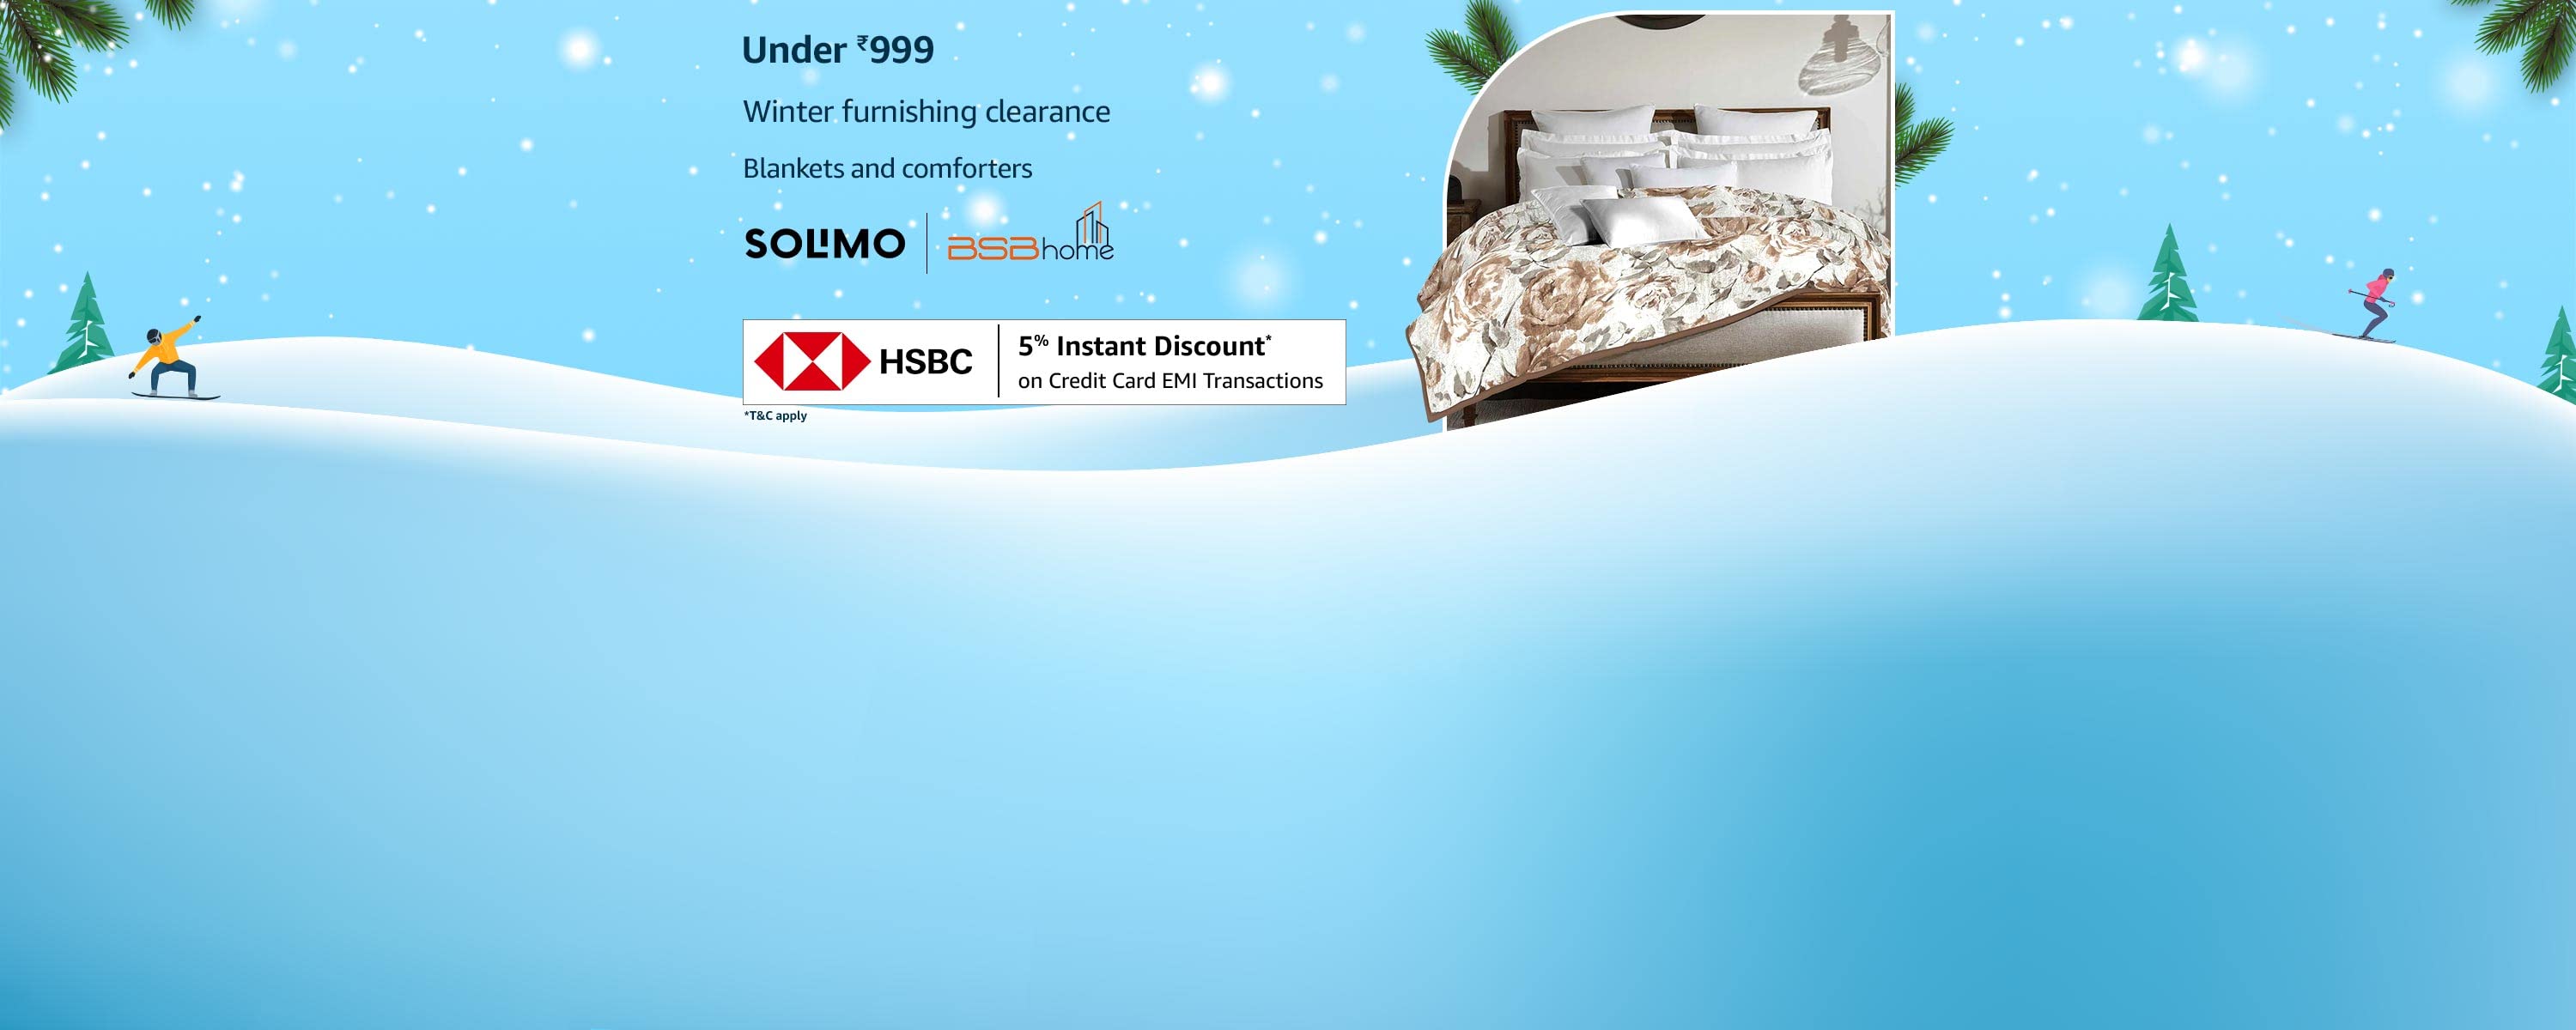 Under ₹999
Winter furnishing clearance
Blankets and comforters
SOLIMO
BSBhome
HSBC
5% Instant Discount*
on Credit Card EMI Transactions
*T&C apply